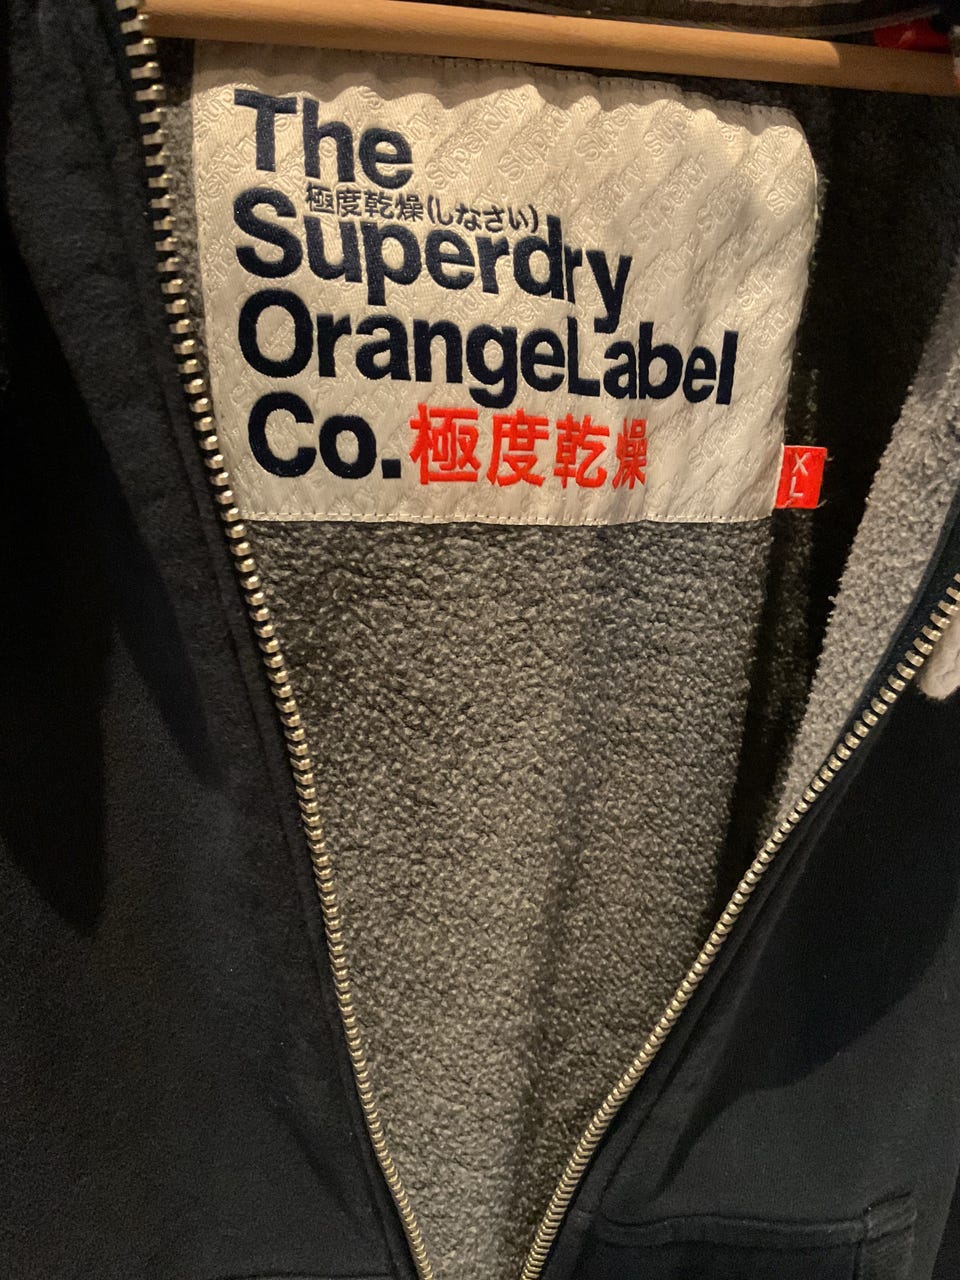 The
極度乾燥(しなさい)
Superdry
OrangeLabel
Co. 極度乾燥
XL